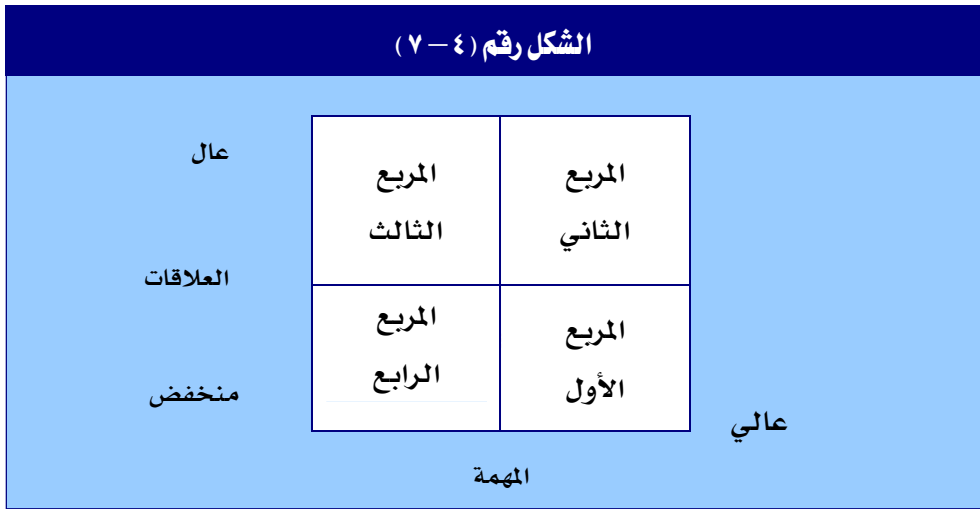 الشكل رقم (٤ – ٧)
عال
العلاقات
منخفض
المربع
الثاني
المربع
الثالث
المربع
الأول
المربع
الرابع
عالي
المهمة